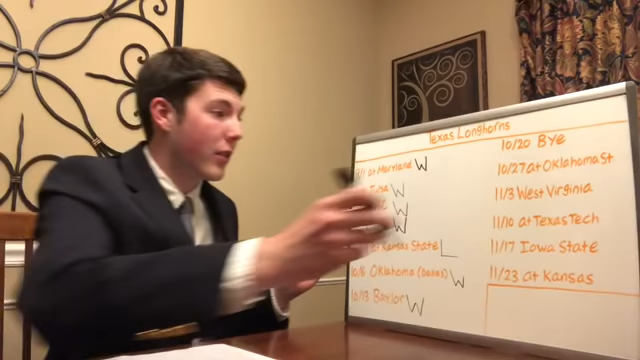 Texas Longhorns
at Maryland W
Tulsa W
W
W
at Kansas State L
10/6 Oklahoma (Dallas) W
10/13 Baylor W
10/20 Bye
10/27 at Oklahoma St
11/3 West Virginia
11/10 at Texas Tech
11/17 Iowa State
11/23 at Kansas